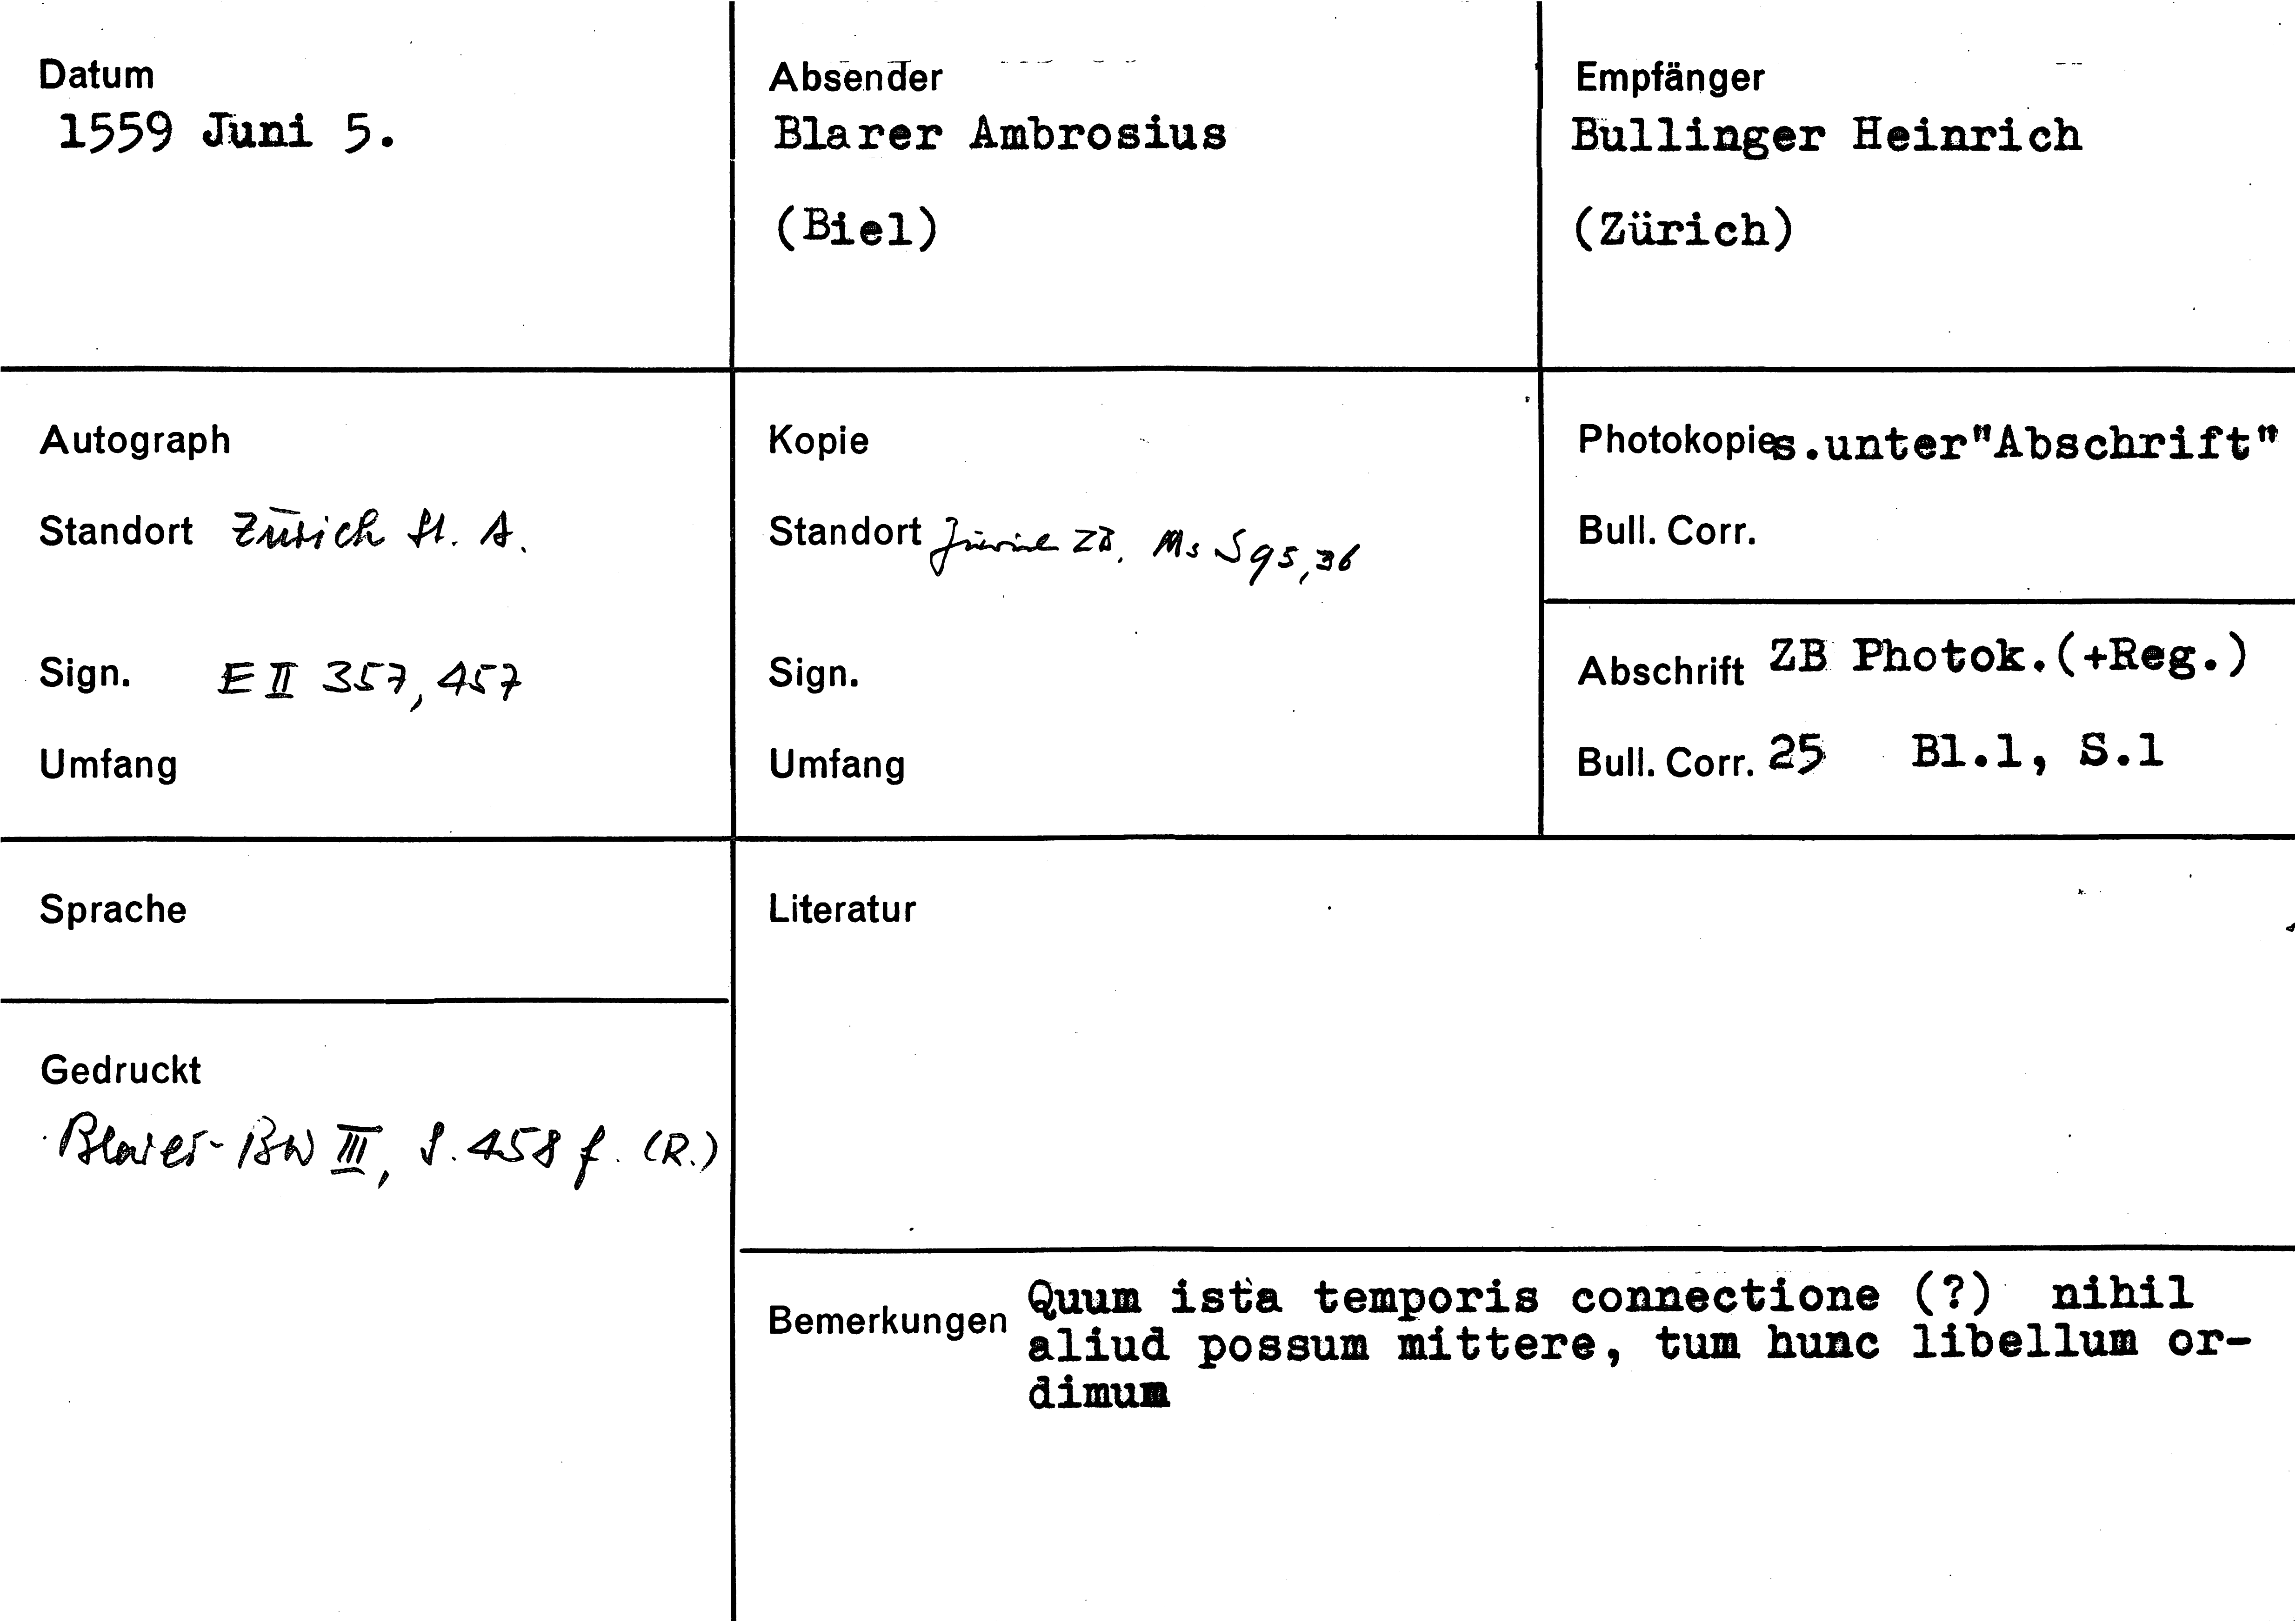 Datum
1559 Juni 5.
Absender
Blarer Ambrosius
(Biel)
Empfänger
Bullinger Heinrich
(Zürich)
Autograph
Standort Zürich St. A.
Sign. E II 357, 457
Umfang
Kopie
Standort Zürich ZB. Ms S 95, 36
Sign.
Umfang
Photokopie s.unter"Abschrift"
Bull. Corr.
Abschrift ZB Photok.(+Reg.)
Bull. Corr. 25 Bl.1, S.1
Sprache
Gedruckt
Blarer-BW III, S. 458 f. (R.)
Literatur
Bemerkungen Quum ista temporis connectione (?) nihil
aliud possum mittere, tum hunc libellum or-
dimum